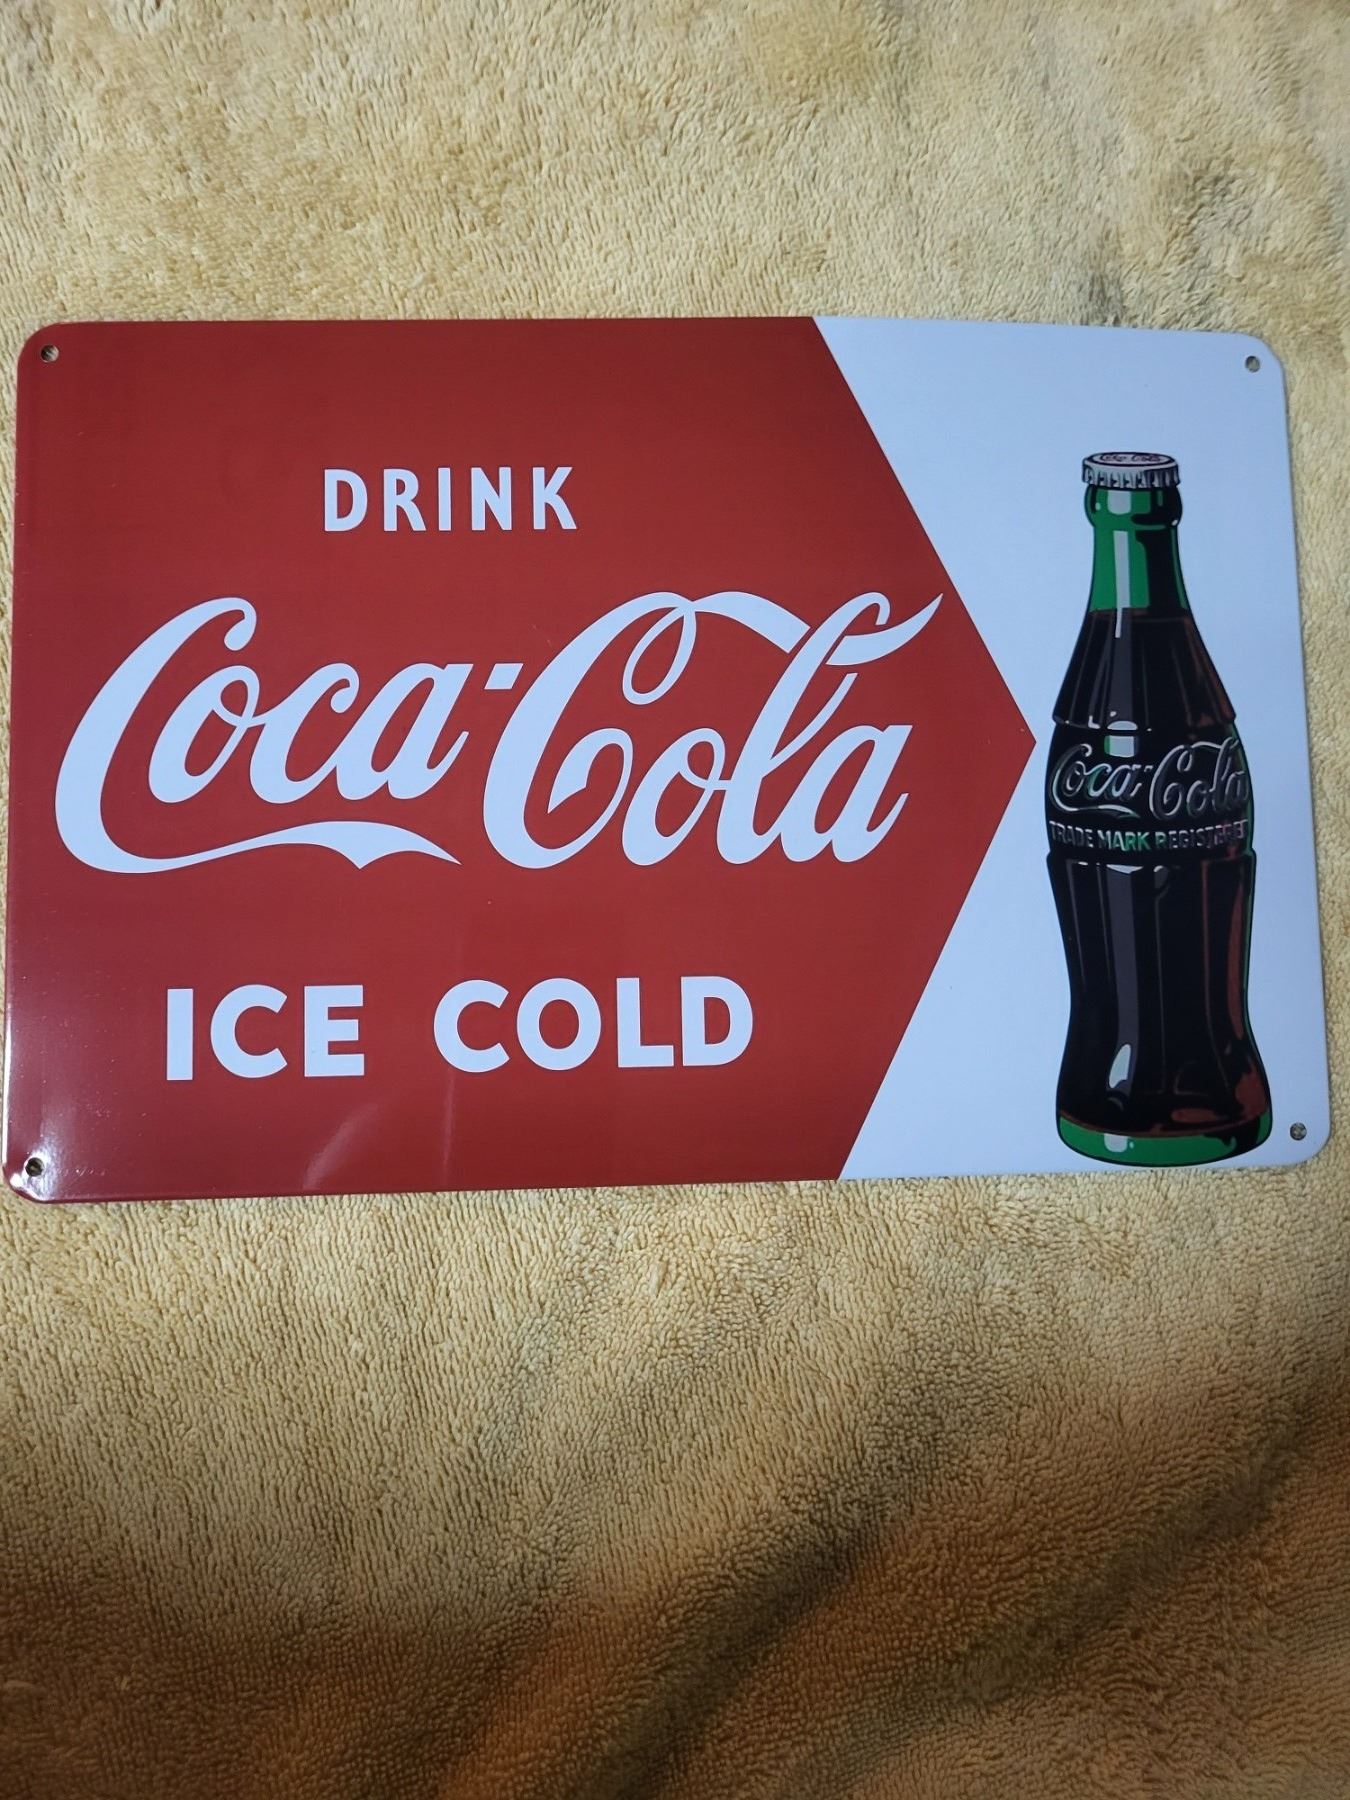 DRINK
Coca-Cola
ICE COLD
Coca-Cola
TRADE MARK REGISTERED